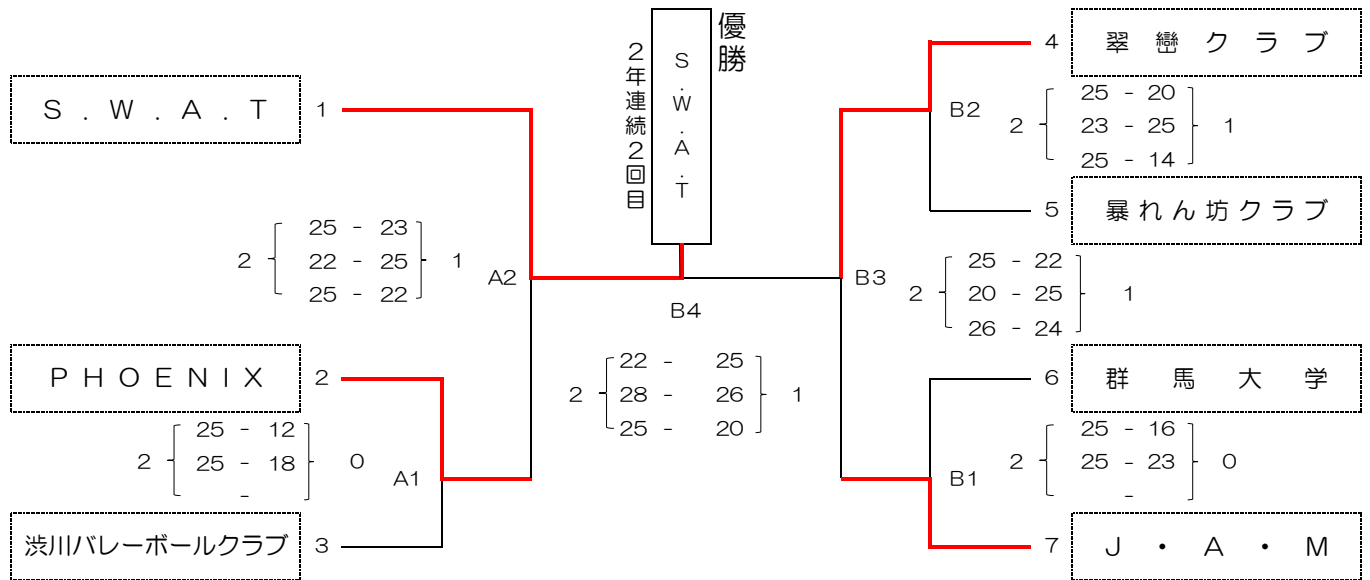 優勝
S.W.A.T
2年連続2回目
S.W.A.T 1
25 - 23
2 22 - 25 1
25 - 22
A2
PHOENIX 2
25 - 12
2 25 - 18 0
-
A1
渋川バレーボールクラブ 3
B4
22 - 25
2 28 - 26 1
25 - 20
4 翠巒クラブ
B2
25 - 20
2 23 - 25 1
25 - 14
5 暴れん坊クラブ
B3
25 - 22
2 20 - 25 1
26 - 24
6 群馬大学
25 - 16
2 25 - 23 0
-
B1
7 J・A・M